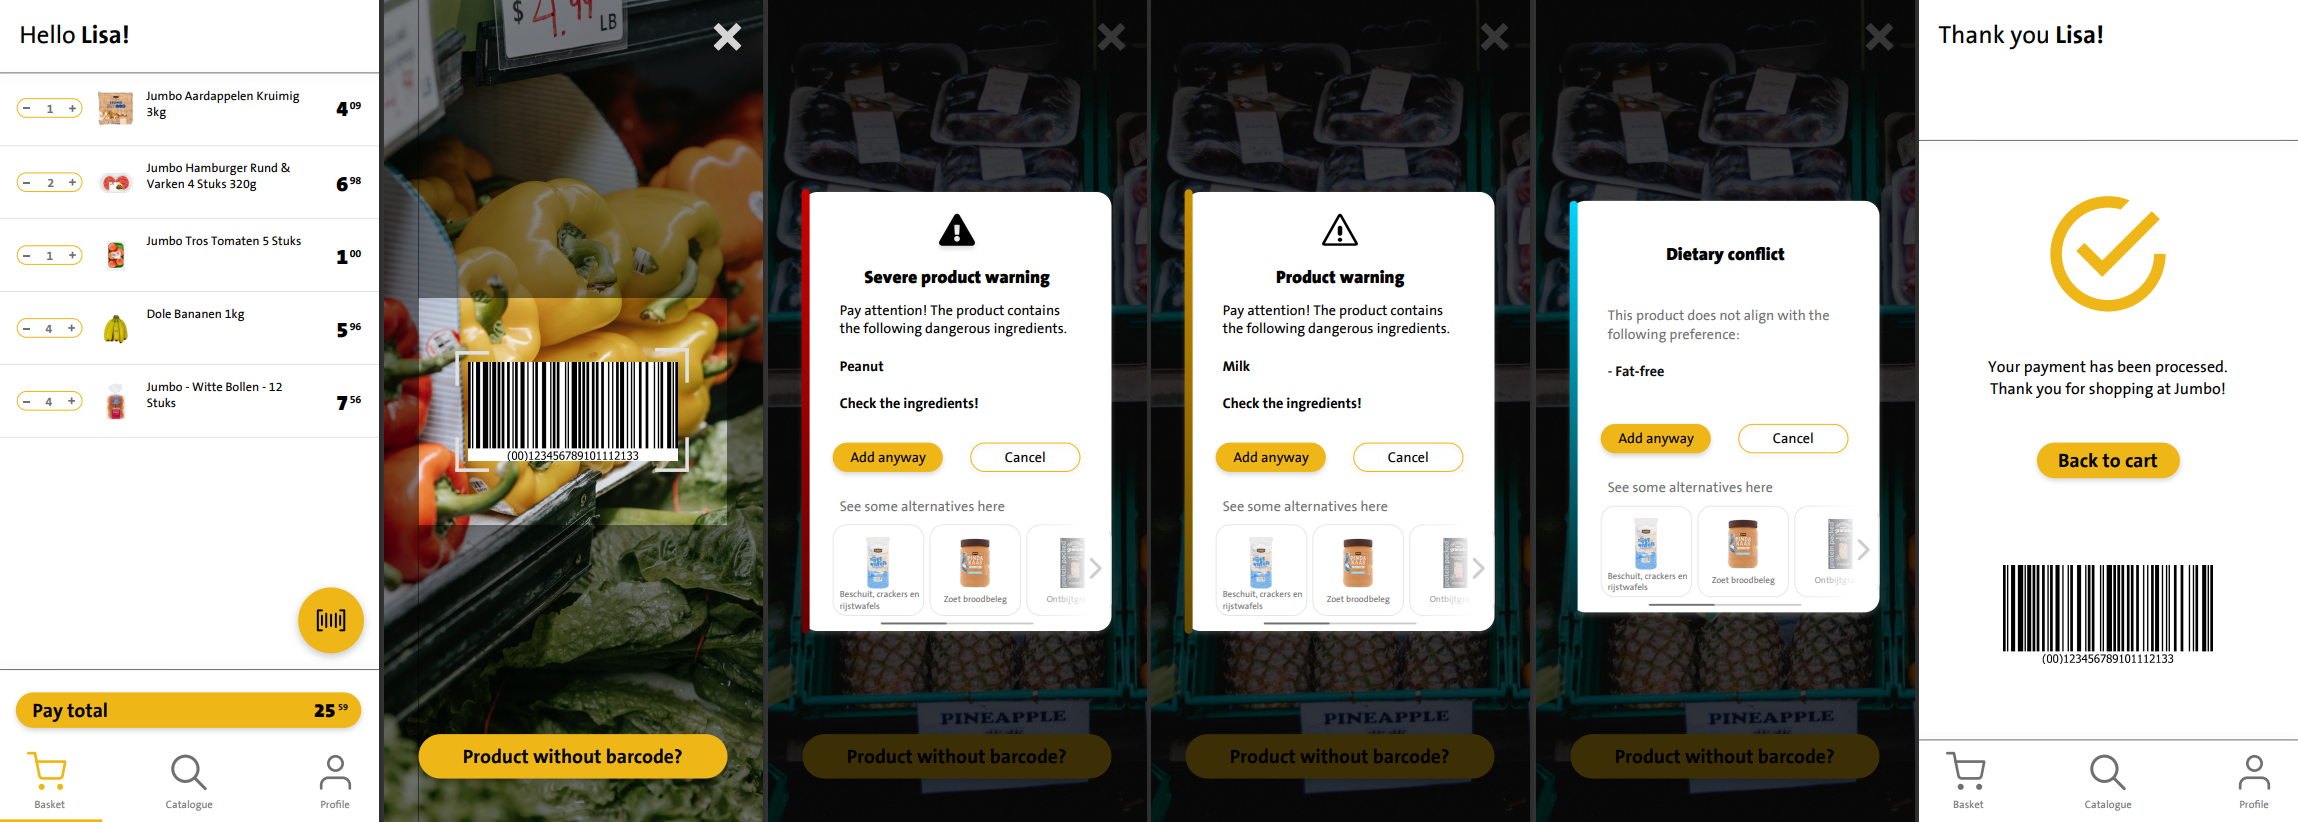 Hello Lisa!
1
Jumbo Aardappelen Kruimig
3kg
4 09
2
Jumbo Hamburger Rund &
Varken 4 Stuks 320g
6 98
1
Jumbo Tros Tomaten 5 Stuks
1 00
4
Dole Bananen 1kg
5 96
4
Jumbo - Witte Bollen - 12
Stuks
7 56
Pay total 25 59
Basket
Catalogue
Profile
$ 4.99 LB
(00)123456789101112133
Product without barcode?
Severe product warning
Pay attention! The product contains
the following dangerous ingredients.
Peanut
Check the ingredients!
Add anyway
Cancel
See some alternatives here
Beschuit, crackers en
rijstwafels
Zoet broodbeleg
PINEAPPLE
Product without barcode?
Product warning
Pay attention! The product contains
the following dangerous ingredients.
Milk
Check the ingredients!
Add anyway
Cancel
See some alternatives here
Beschuit, crackers en
rijstwafels
Zoet broodbeleg
PINEAPPLE
Product without barcode?
Dietary conflict
This product does not align with the
following preference:
- Fat-free
Add anyway
Cancel
See some alternatives here
Beschuit, crackers en
rijstwafels
Zoet broodbeleg
PINEAPPLE
Product without barcode?
Thank you Lisa!
Your payment has been processed.
Thank you for shopping at Jumbo!
Back to cart
(00)123456789101112133
Basket
Catalogue
Profile